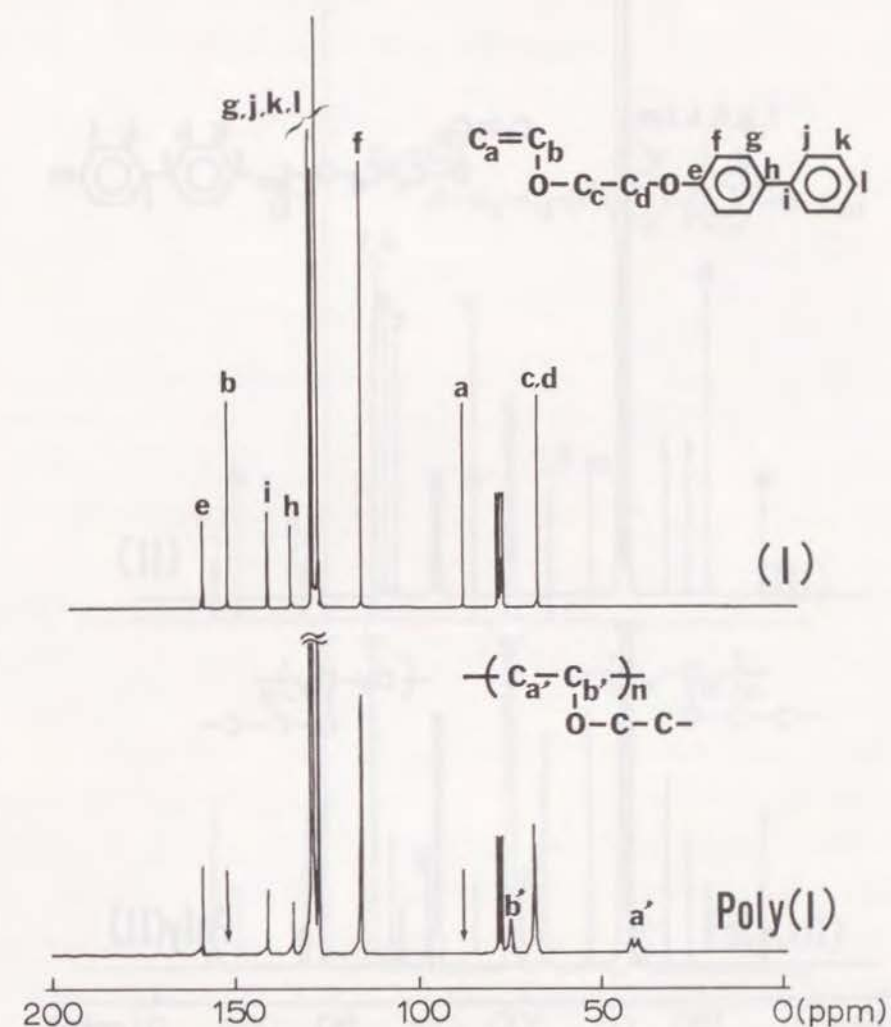 g,j,k,l
f
b
a
c,d
e
i
h
Ca=Cb
f g j k
O-Cc-Cd-O e h i l
(I)
-( Ca'-Cb' )n
O-C-C-
b'
a'
Poly(I)
200 150 100 50 0(ppm)